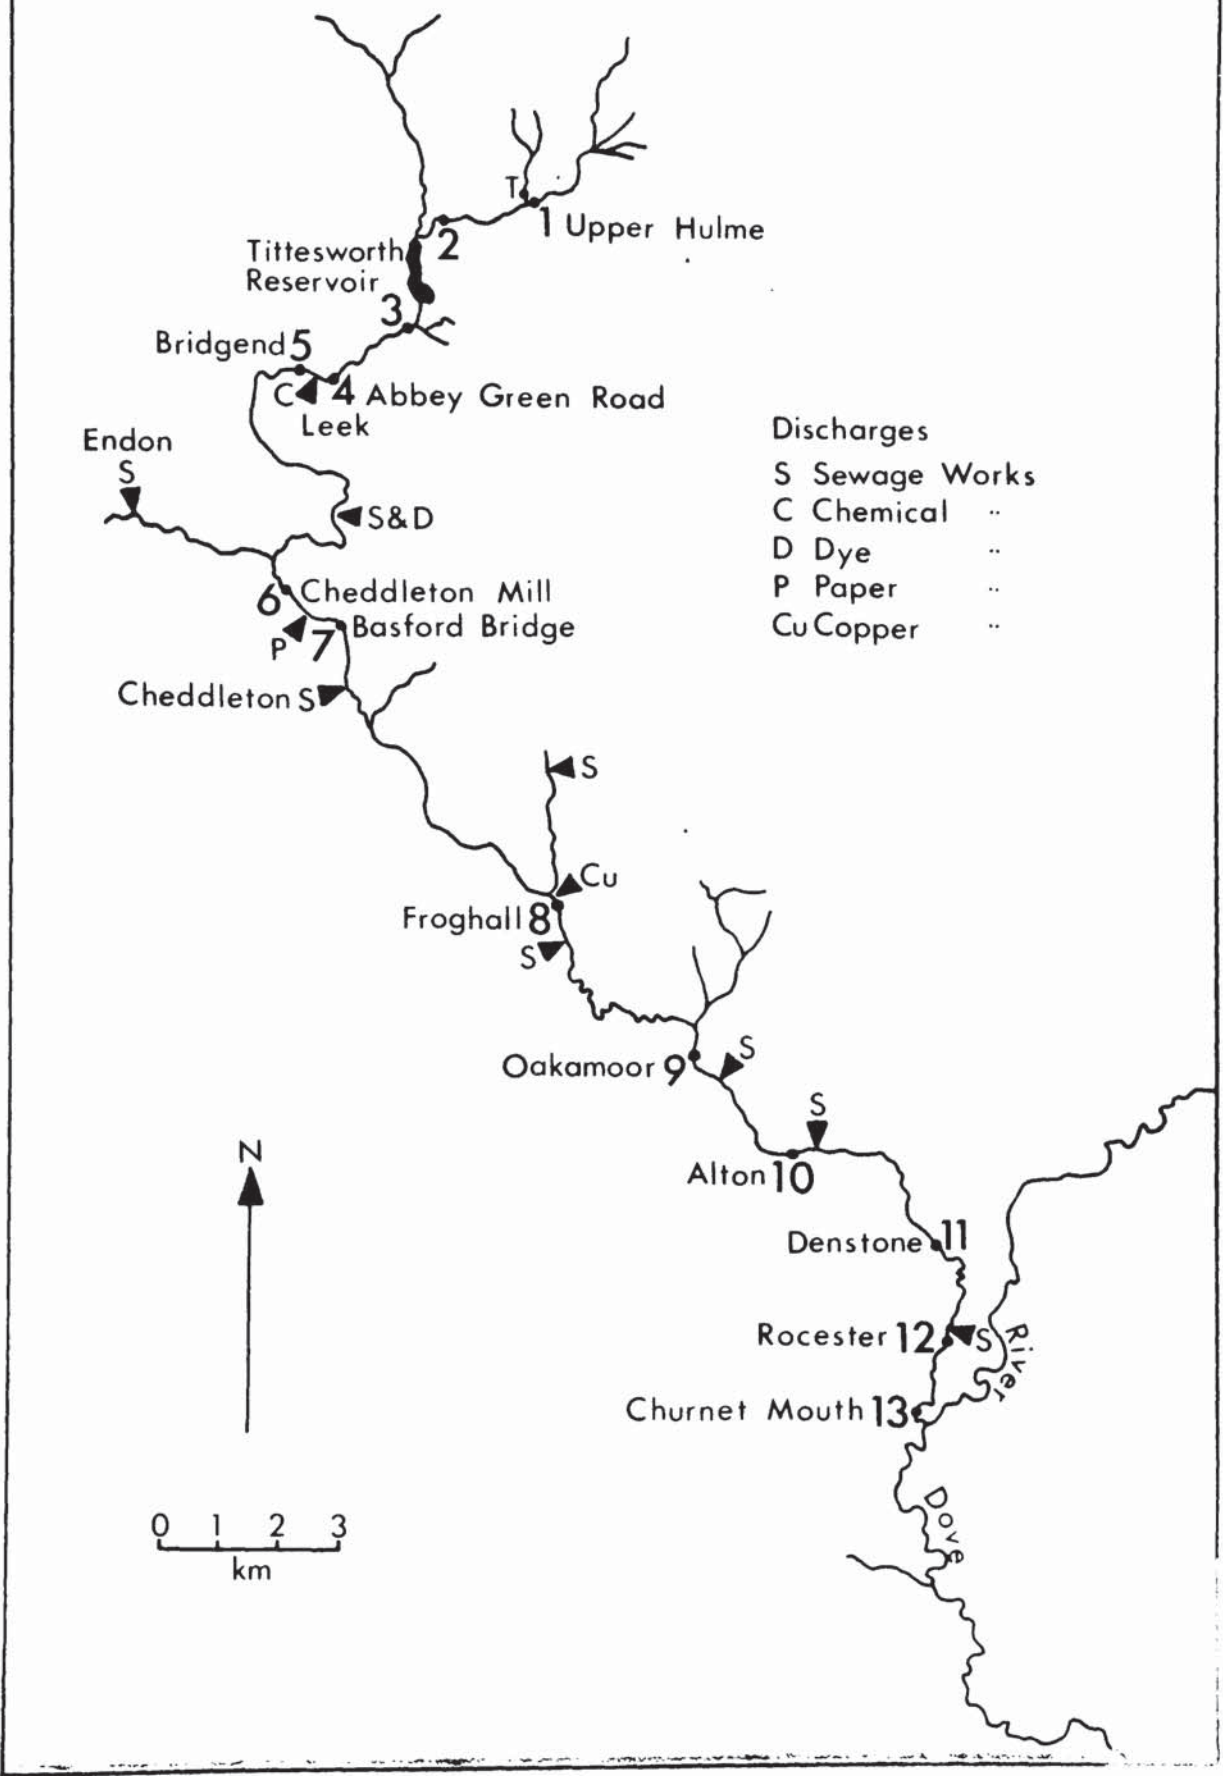 T
1 Upper Hulme
2
Tittesworth
Reservoir
3
Bridgend 5
C 4 Abbey Green Road
Leek
Endon
S
S&D
Discharges
S Sewage Works
C Chemical "
D Dye "
P Paper "
Cu Copper "
6 Cheddleton Mill
P 7 Basford Bridge
Cheddleton S
S
Cu
Froghall 8
S
Oakamoor 9
S
S
Alton 10
N
Denstone 11
Rocester 12 S
River
Churnet Mouth 13
Dove
0 1 2 3
km